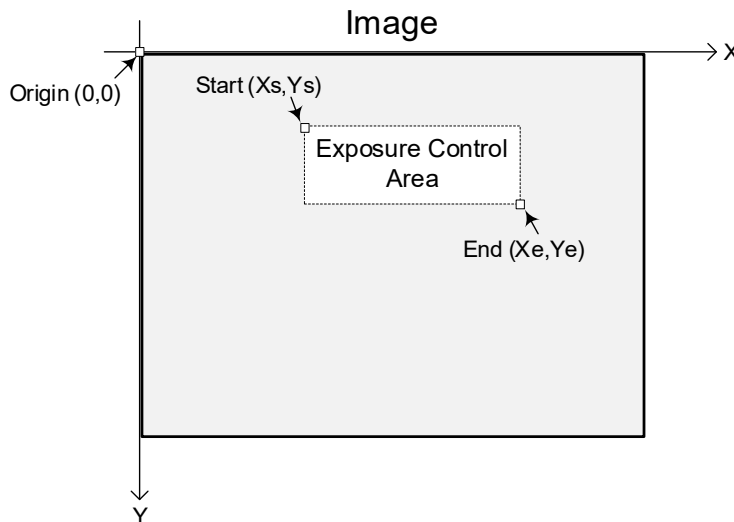 Image
X
Origin (0,0)
Start (Xs,Ys)
Exposure Control
Area
End (Xe,Ye)
Y